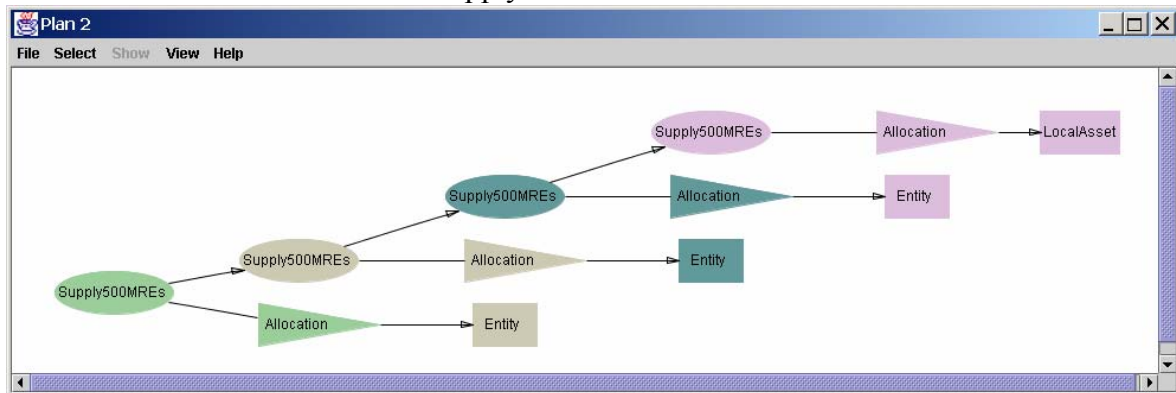 upply
Plan 2
File Select Show View Help
Supply500MREs Allocation LocalAsset
Supply500MREs Allocation Entity
Supply500MREs Allocation Entity
Supply500MREs
Allocation Entity